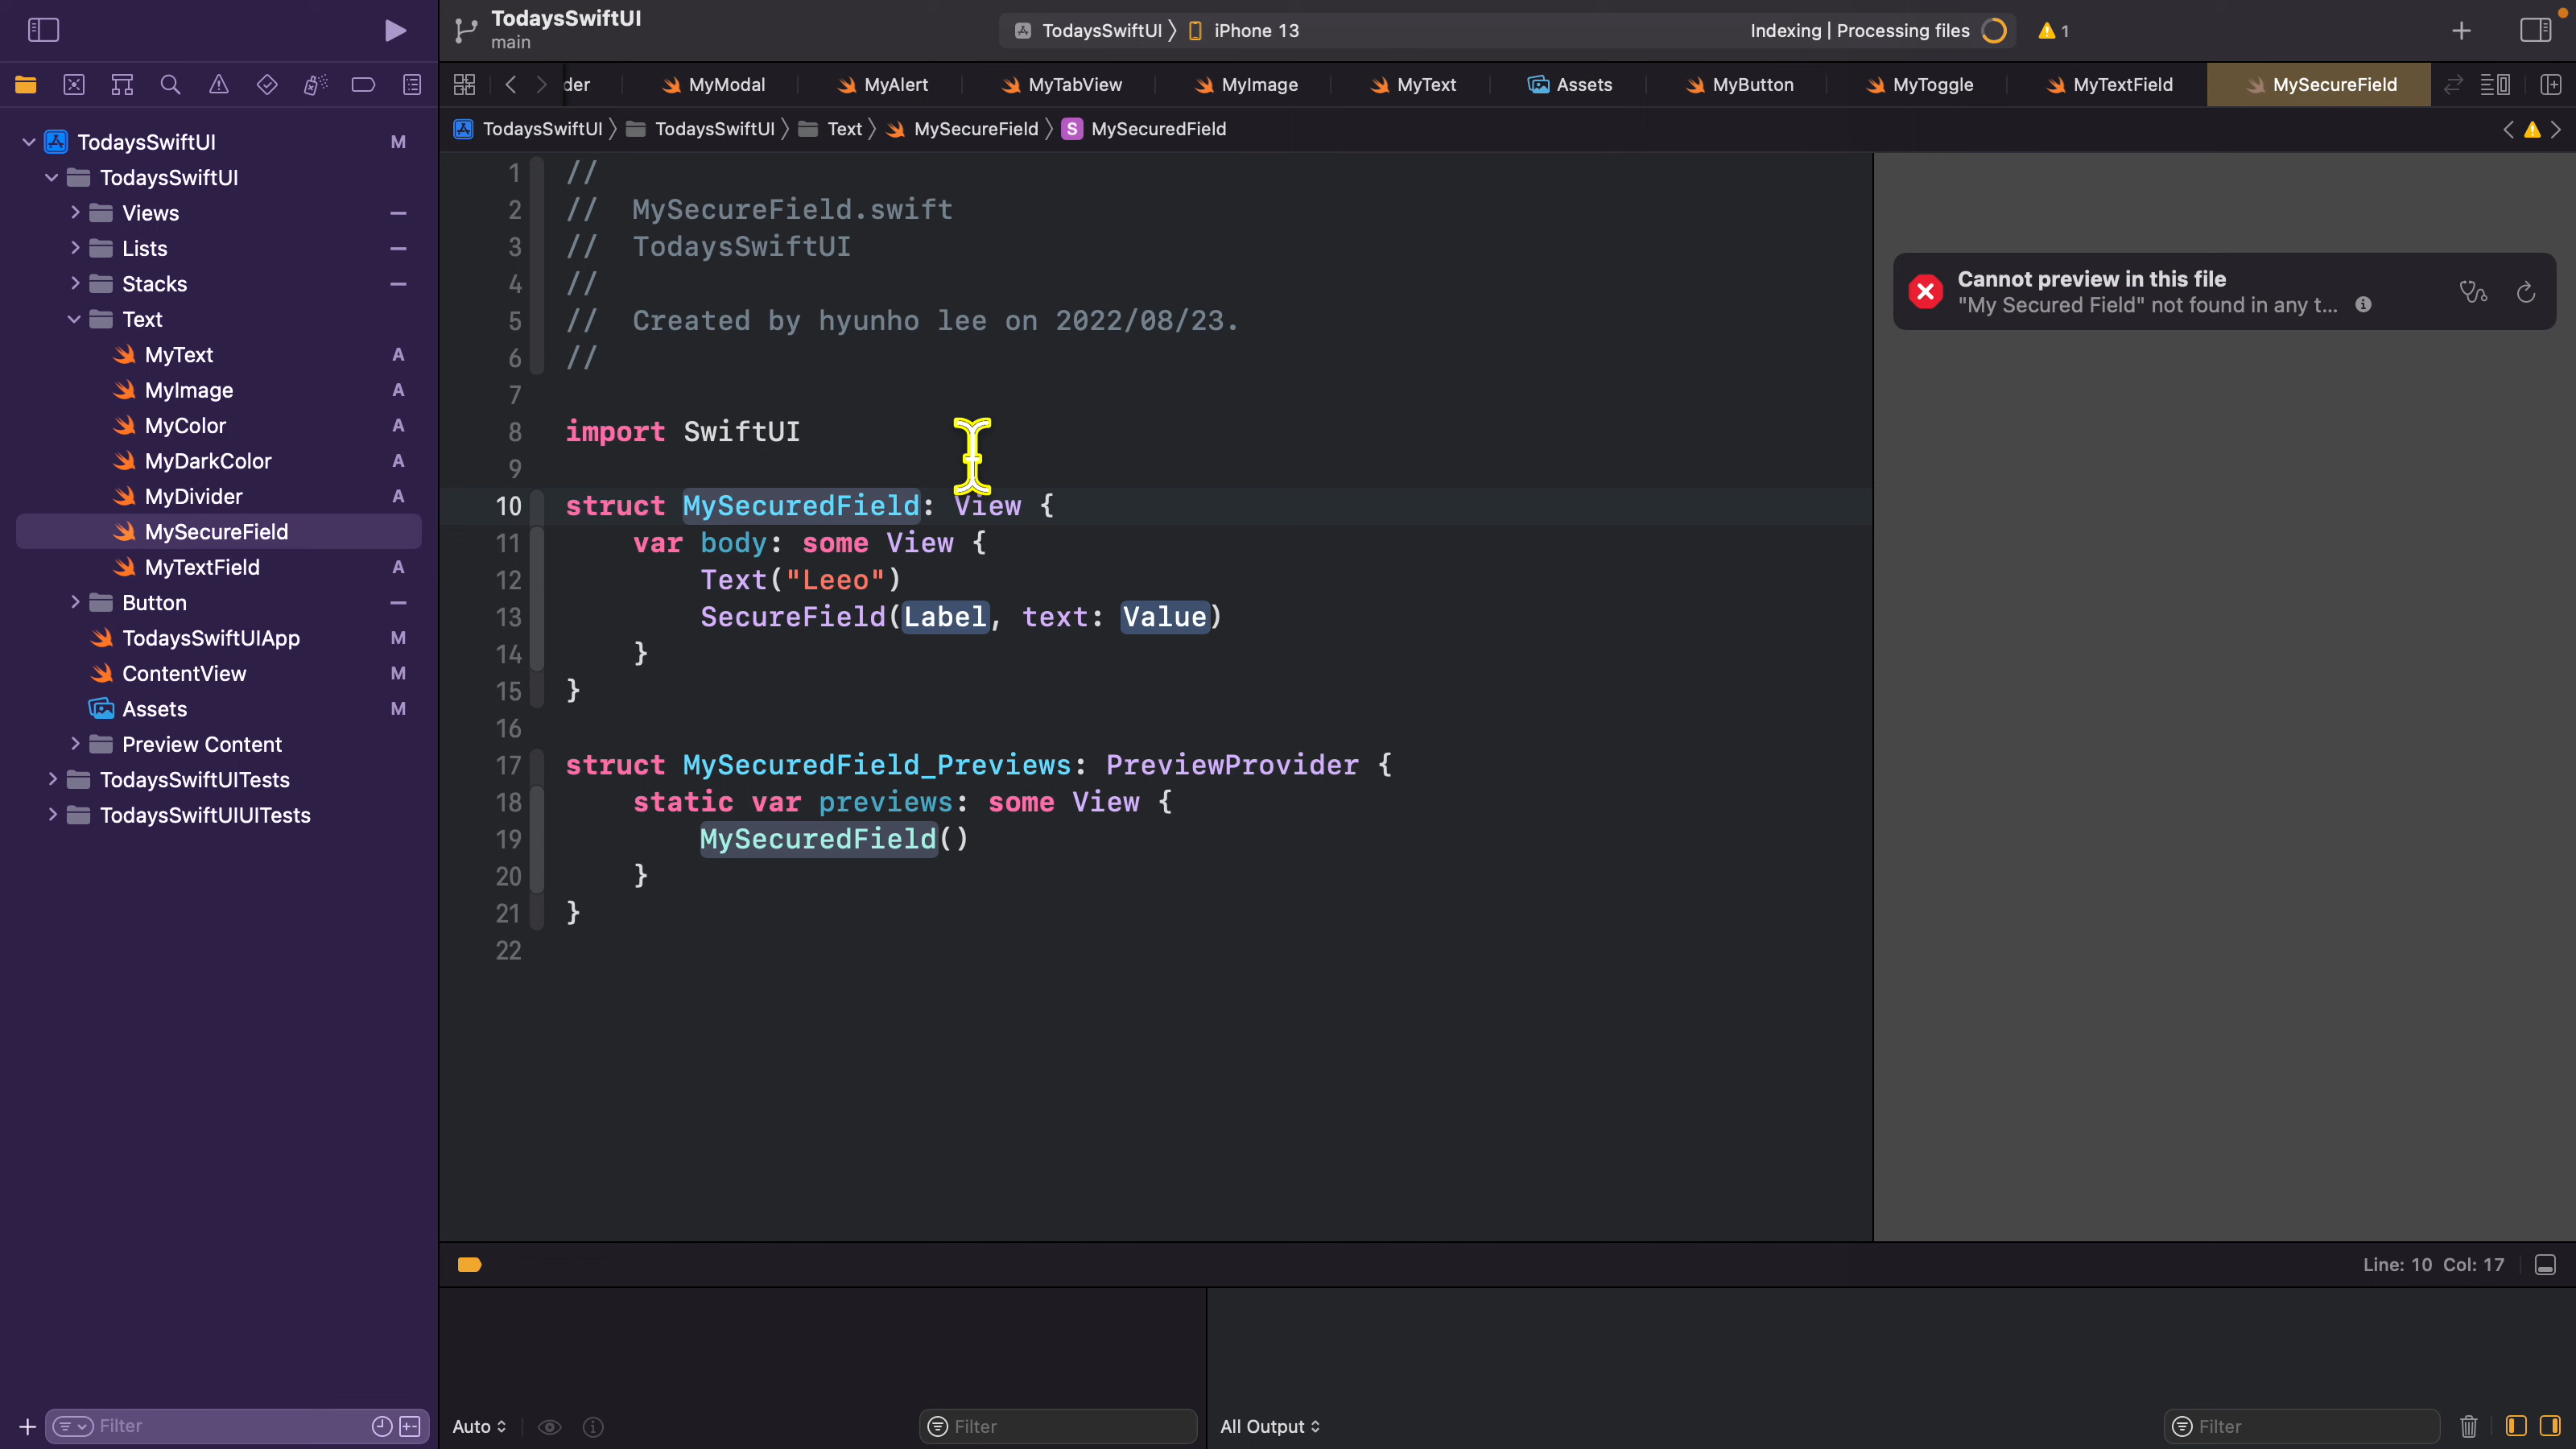 TodaysSwiftUI
main
TodaysSwiftUI
iPhone 13
Indexing | Processing files
1
der
MyModal
MyAlert
MyTabView
MyImage
MyText
Assets
MyButton
MyToggle
MyTextField
MySecureField
TodaysSwiftUI
TodaysSwiftUI
Text
MySecureField
S
MySecuredField
TodaysSwiftUI M
TodaysSwiftUI
Views
Lists
Stacks
Text
MyText A
MyImage A
MyColor A
MyDarkColor A
MyDivider A
MySecureField
MyTextField A
Button
TodaysSwiftUIApp M
ContentView M
Assets M
Preview Content
TodaysSwiftUITests
TodaysSwiftUIUITests
Filter
1 //
2 //  MySecureField.swift
3 //  TodaysSwiftUI
4 //
5 //  Created by hyunho lee on 2022/08/23.
6 //
7
8 import SwiftUI
9
10 struct MySecuredField: View {
11     var body: some View {
12         Text("Leeo")
13         SecureField(Label, text: Value)
14     }
15 }
16
17 struct MySecuredField_Previews: PreviewProvider {
18     static var previews: some View {
19         MySecuredField()
20     }
21 }
22
Cannot preview in this file
"My Secured Field" not found in any t...
Line: 10 Col: 17
Auto
Filter
All Output
Filter